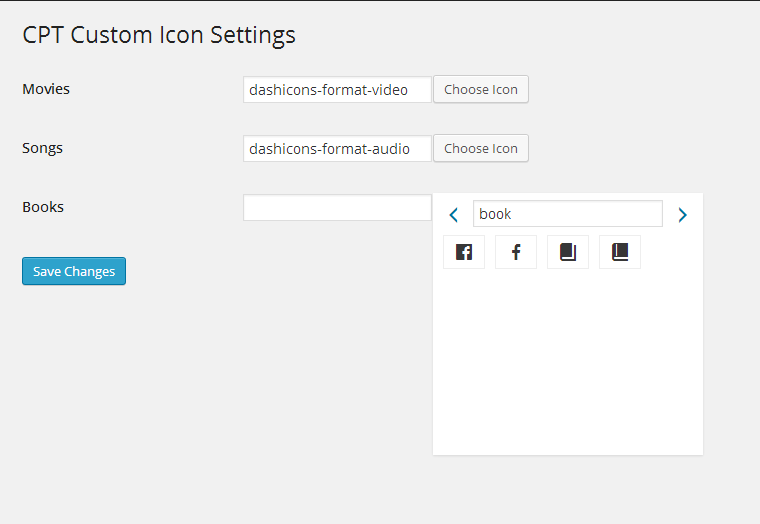 CPT Custom Icon Settings
Movies dashicons-format-video Choose Icon
Songs dashicons-format-audio Choose Icon
Books book
Save Changes